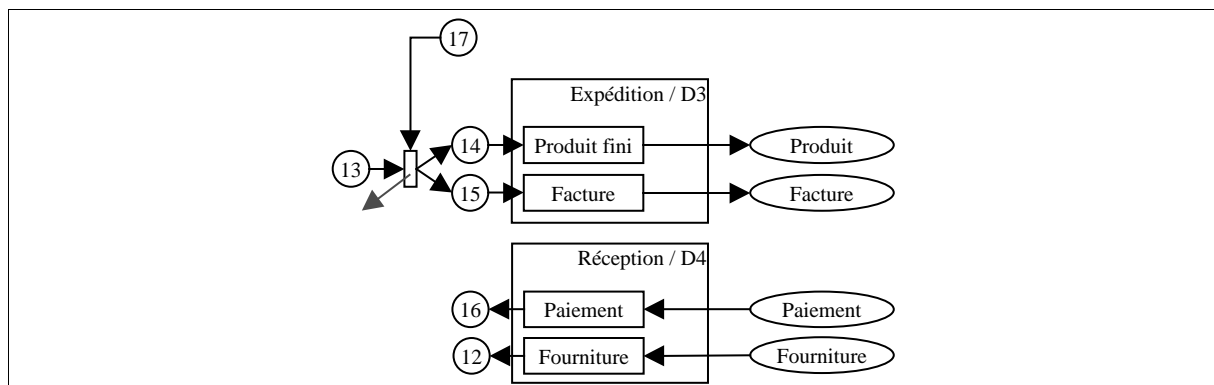 17
Expédition / D3
13
14
Produit fini
Produit
15
Facture
Facture
Réception / D4
16
Paiement
Paiement
12
Fourniture
Fourniture